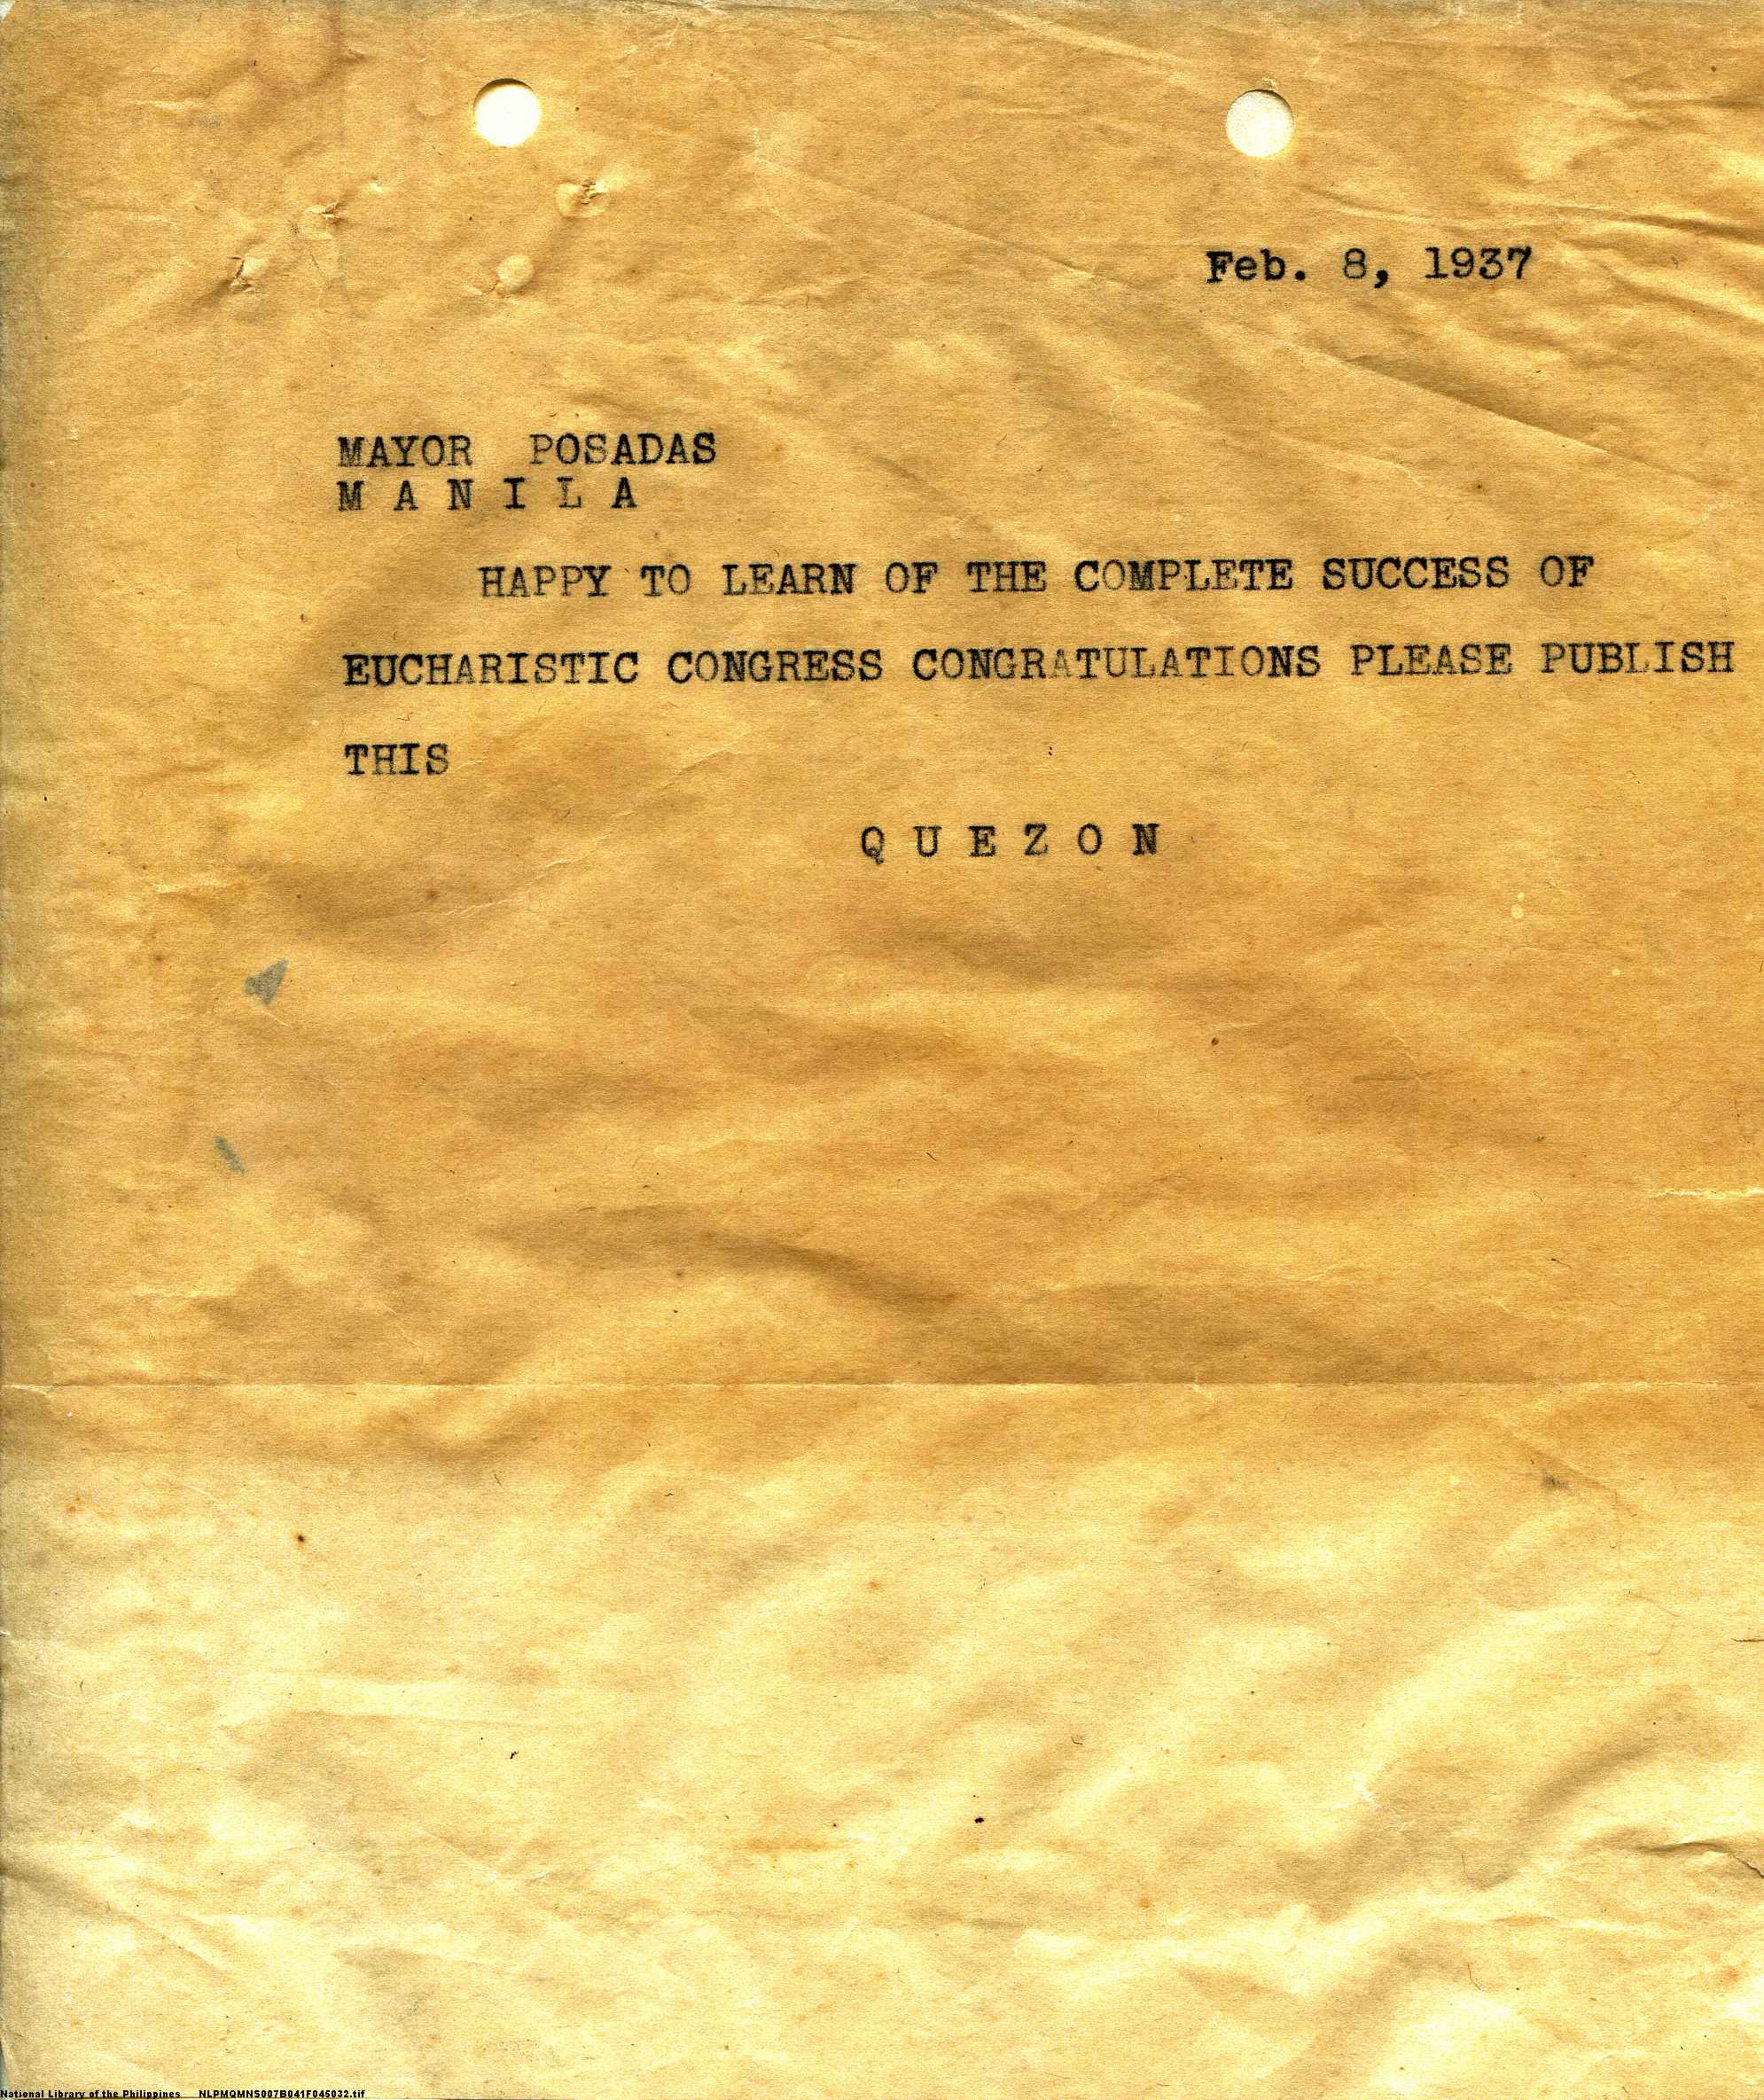 Feb. 8, 1937
MAYOR POSADAS
M A N I L A
HAPPY TO LEARN OF THE COMPLETE SUCCESS OF
EUCHARISTIC CONGRESS CONGRATULATIONS PLEASE PUBLISH
THIS
Q U E Z O N
National Library of the Philippines NLPMQMNS007B041F045032.tif